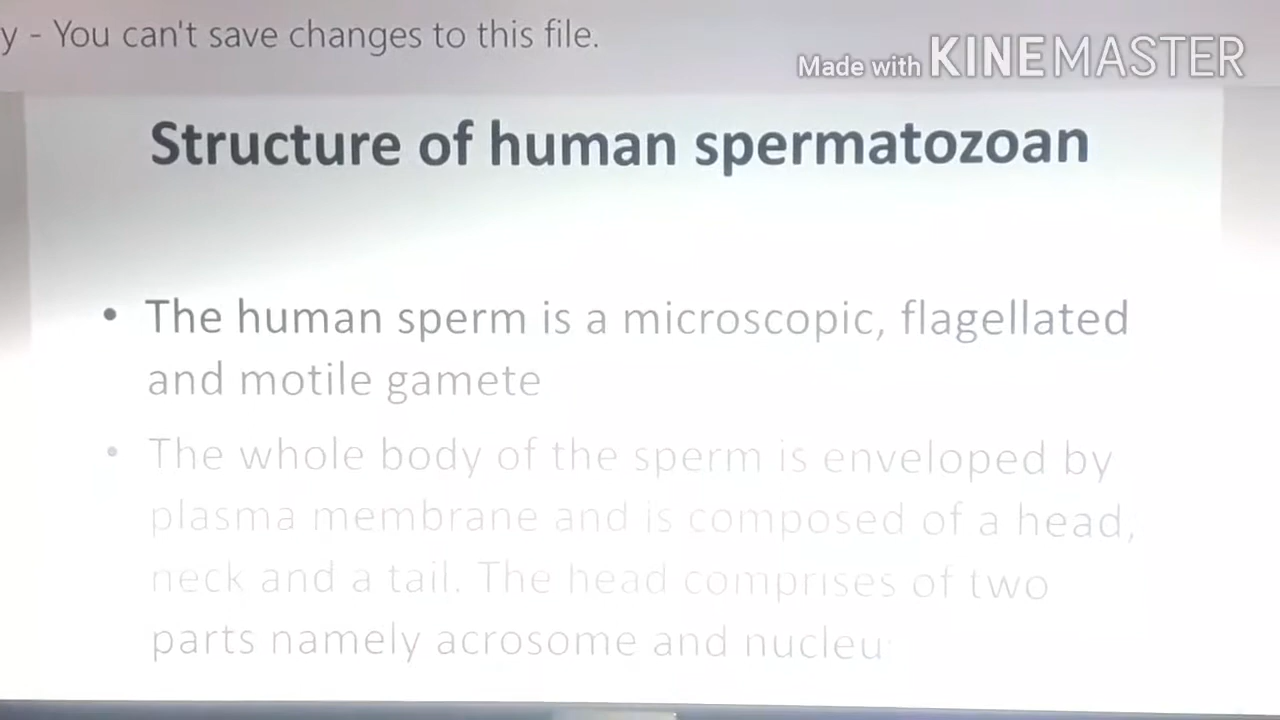 y - You can't save changes to this file.
Made with KINEMASTER
Structure of human spermatozoan
• The human sperm is a microscopic, flagellated
and motile gamete
• The whole body of the sperm is enveloped by
plasma membrane and is composed of a head,
neck and a tail. The head comprises of two
parts namely acrosome and nucleu